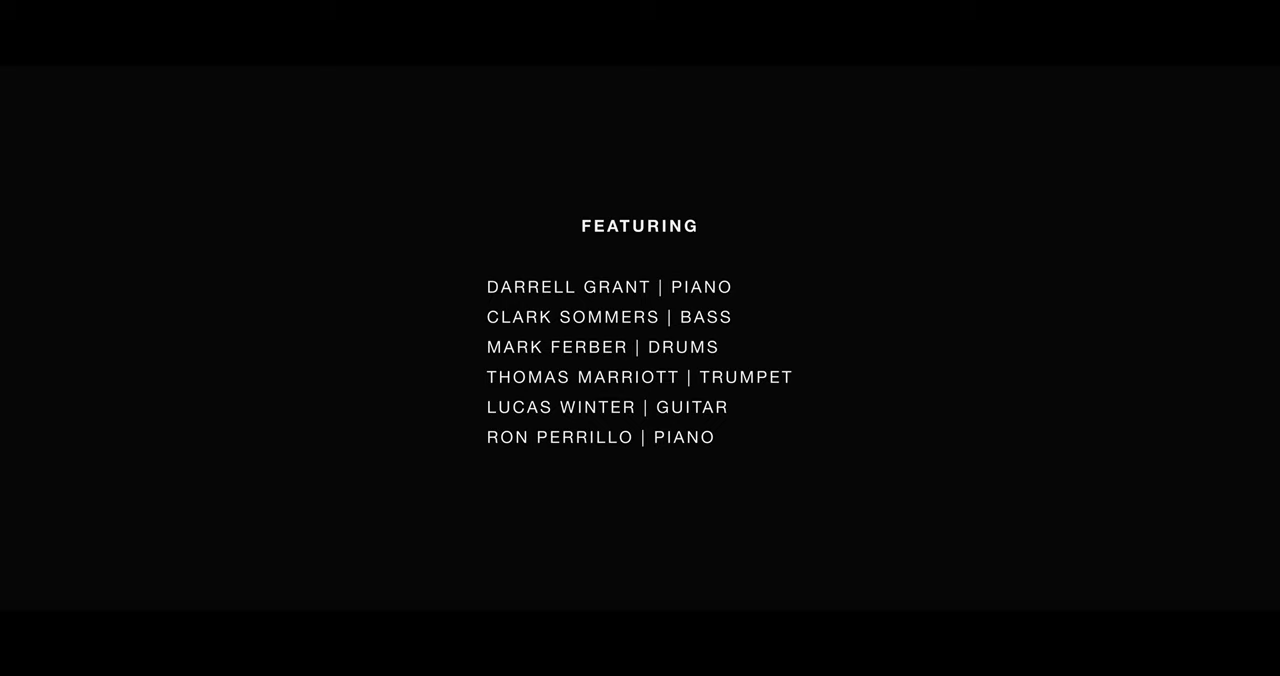 FEATURING
DARRELL GRANT | PIANO
CLARK SOMMERS | BASS
MARK FERBER | DRUMS
THOMAS MARRIOTT | TRUMPET
LUCAS WINTER | GUITAR
RON PERRILLO | PIANO